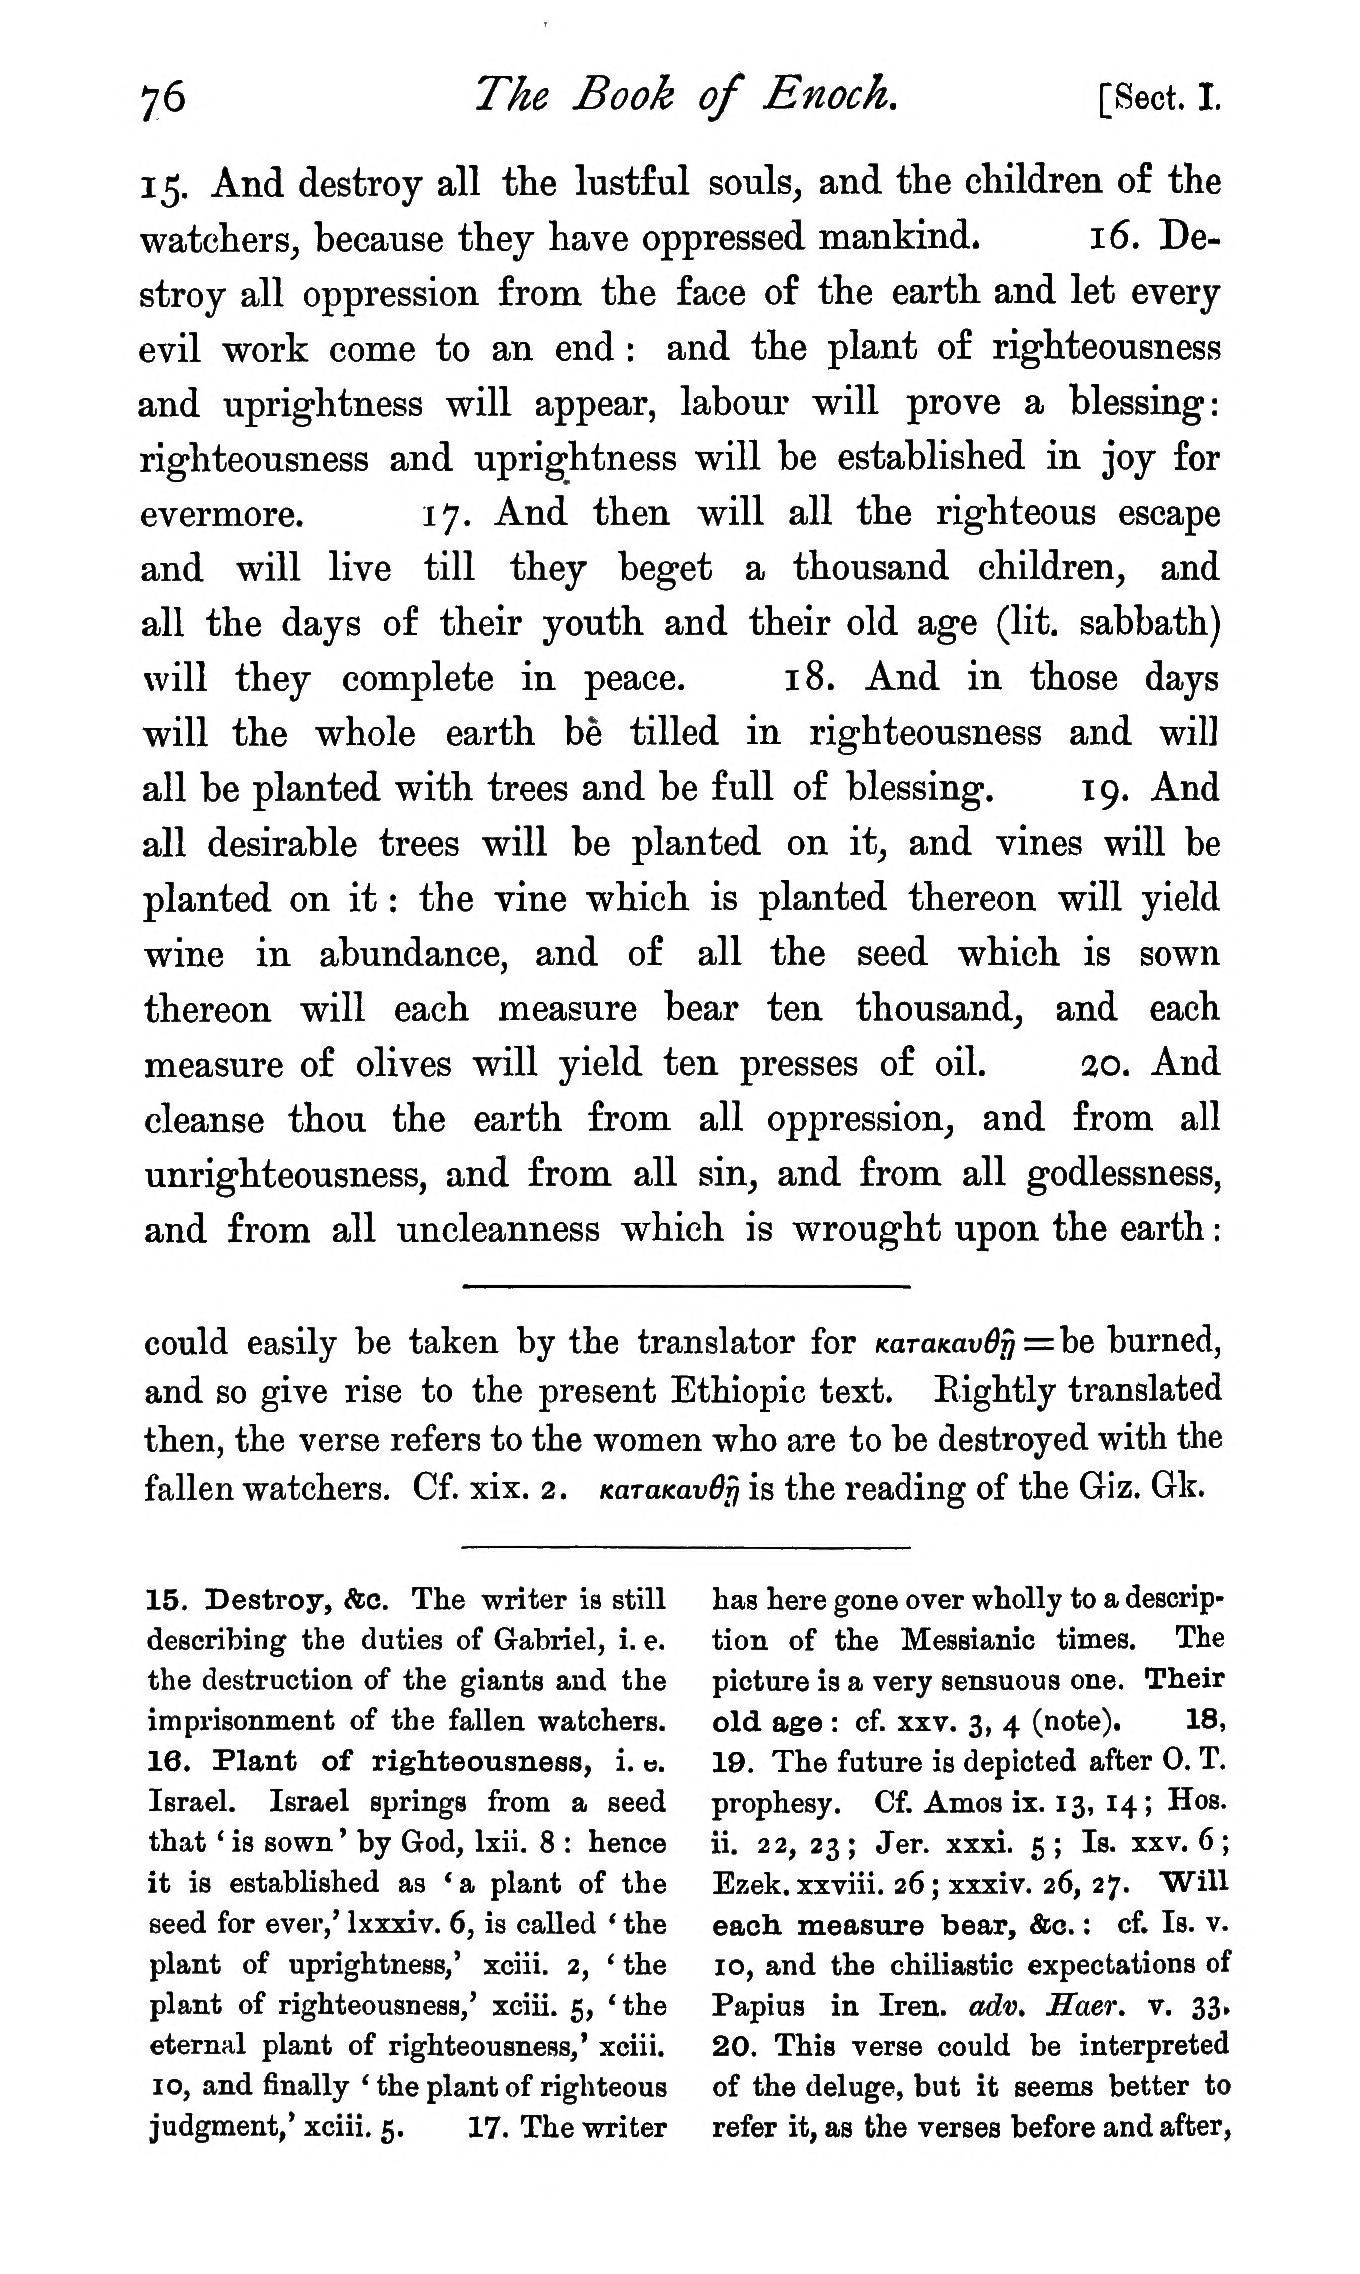 76 The Book of Enoch. [Sect. I.
15. And destroy all the lustful souls, and the children of the
watchers, because they have oppressed mankind. 16. De-
stroy all oppression from the face of the earth and let every
evil work come to an end : and the plant of righteousness
and uprightness will appear, labour will prove a blessing:
righteousness and uprightness will be established in joy for
evermore. 17. And then will all the righteous escape
and will live till they beget a thousand children, and
all the days of their youth and their old age (lit. sabbath)
will they complete in peace. 18. And in those days
will the whole earth be tilled in righteousness and will
all be planted with trees and be full of blessing. 19. And
all desirable trees will be planted on it, and vines will be
planted on it : the vine which is planted thereon will yield
wine in abundance, and of all the seed which is sown
thereon will each measure bear ten thousand, and each
measure of olives will yield ten presses of oil. 20. And
cleanse thou the earth from all oppression, and from all
unrighteousness, and from all sin, and from all godlessness,
and from all uncleanness which is wrought upon the earth :
could easily be taken by the translator for κατακαυθῇ = be burned,
and so give rise to the present Ethiopic text. Rightly translated
then, the verse refers to the women who are to be destroyed with the
fallen watchers. Cf. xix. 2. κατακαυθῇ is the reading of the Giz. Gk.
15. Destroy, &c. The writer is still
describing the duties of Gabriel, i. e.
the destruction of the giants and the
imprisonment of the fallen watchers.
16. Plant of righteousness, i. e.
Israel. Israel springs from a seed
that ‘ is sown ’ by God, lxii. 8 : hence
it is established as ‘ a plant of the
seed for ever,’ lxxxiv. 6, is called ‘ the
plant of uprightness,’ xciii. 2, ‘ the
plant of righteousness,’ xciii. 5, ‘ the
eternal plant of righteousness,’ xciii.
10, and finally ‘ the plant of righteous
judgment,’ xciii. 5. 17. The writer
has here gone over wholly to a descrip-
tion of the Messianic times. The
picture is a very sensuous one. Their
old age : cf. xxv. 3, 4 (note). 18,
19. The future is depicted after O. T.
prophesy. Cf. Amos ix. 13, 14 ; Hos.
ii. 22, 23 ; Jer. xxxi. 5 ; Is. xxv. 6 ;
Ezek. xxviii. 26 ; xxxiv. 26, 27. Will
each measure bear, &c. : cf. Is. v.
10, and the chiliastic expectations of
Papius in Iren. adv. Haer. v. 33.
20. This verse could be interpreted
of the deluge, but it seems better to
refer it, as the verses before and after,